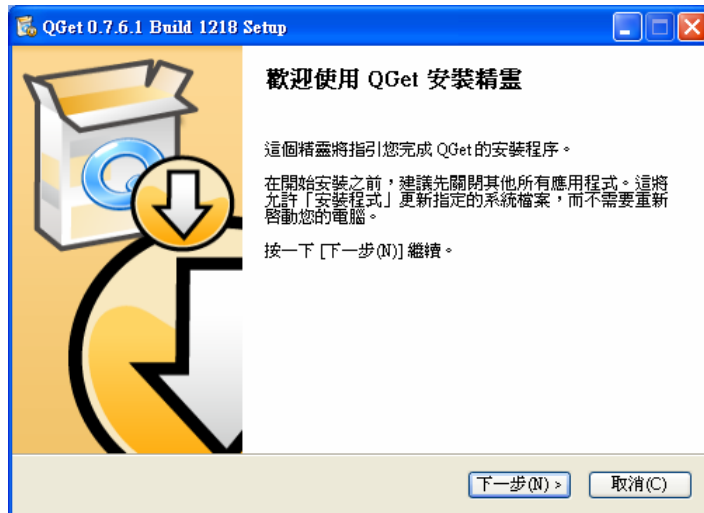 QGet 0.7.6.1 Build 1218 Setup
歡迎使用 QGet 安裝精靈
這個精靈將指引您完成 QGet 的安裝程序。
在開始安裝之前，建議先關閉其他所有應用程式。這將
允許「安裝程式」更新指定的系統檔案，而不需要重新
啓動您的電腦。
按一下 [下一步(N)] 繼續。
下一步(N) >
取消(C)